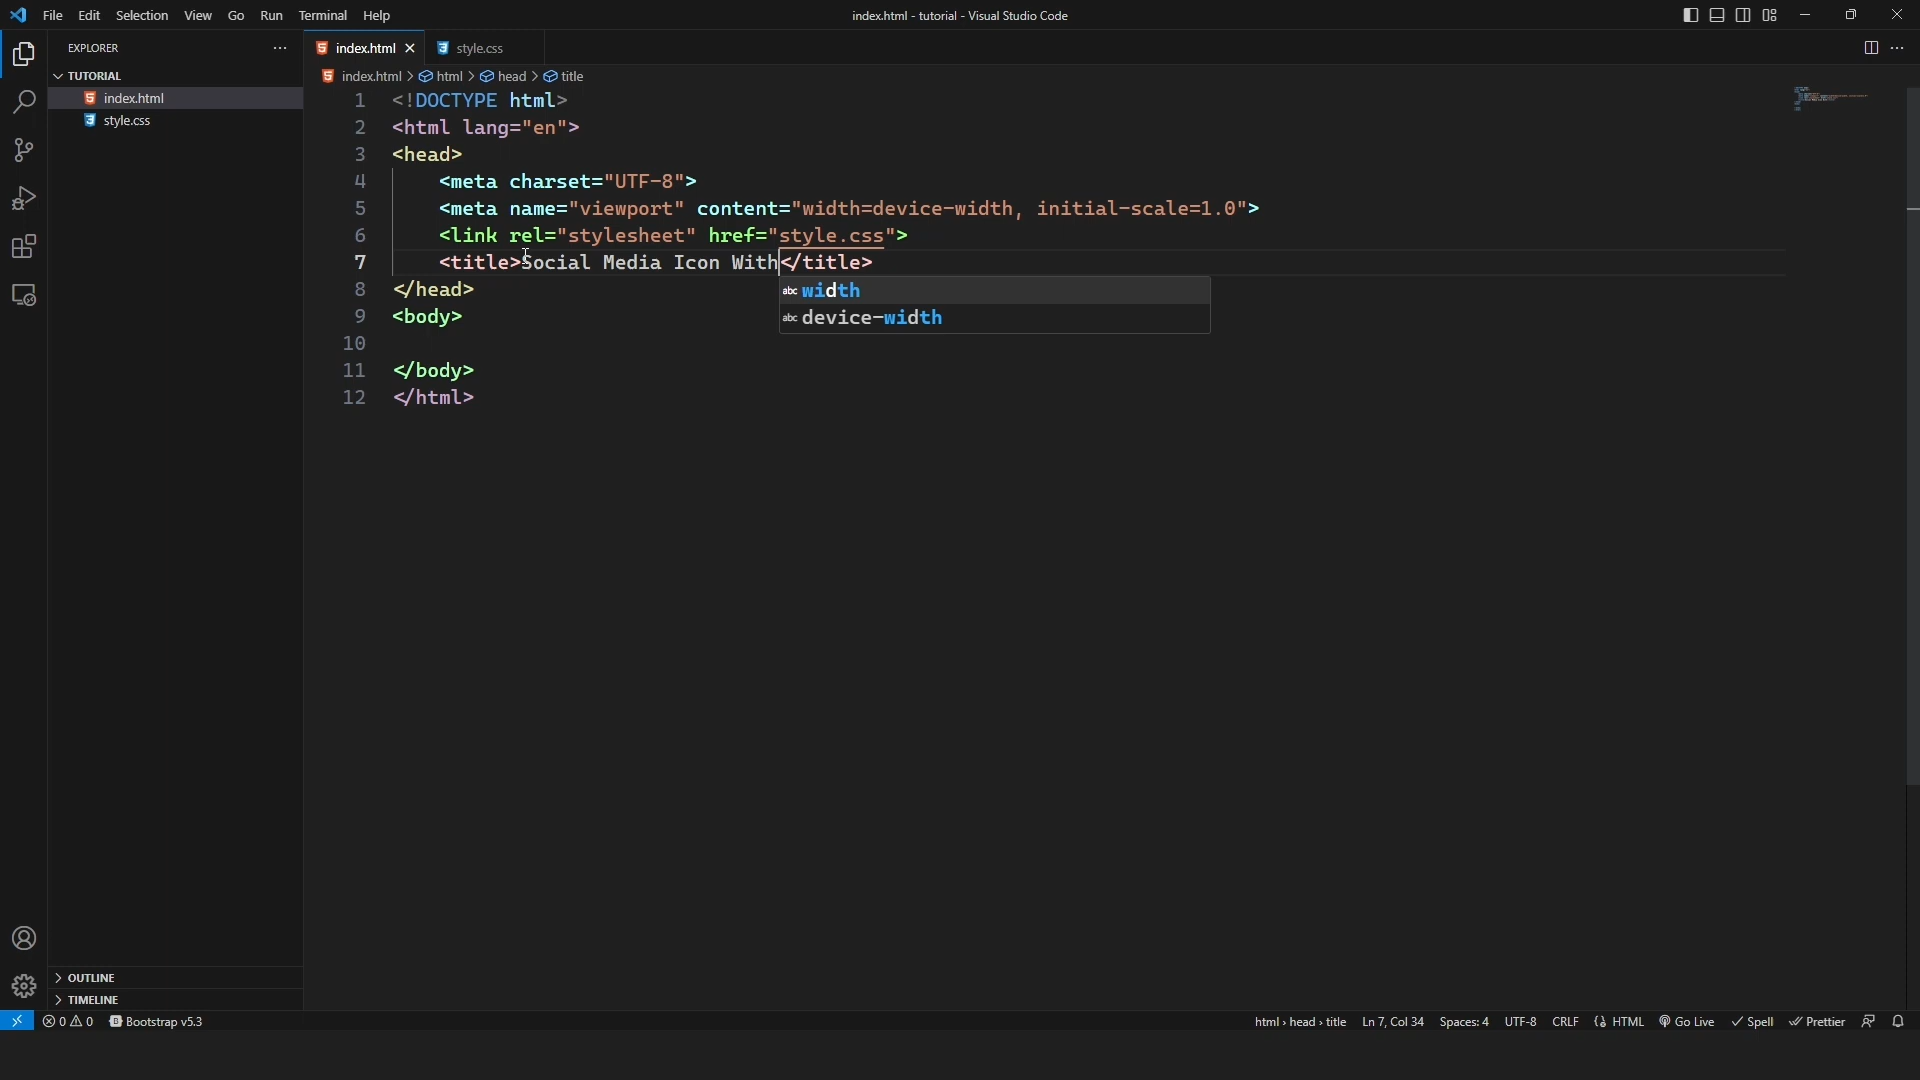 File Edit Selection View Go Run Terminal Help
index.html - tutorial - Visual Studio Code
EXPLORER
TUTORIAL
index.html
style.css
index.html style.css
index.html > html > head > title
1 <!DOCTYPE html>
2 <html lang="en">
3 <head>
4 <meta charset="UTF-8">
5 <meta name="viewport" content="width=device-width, initial-scale=1.0">
6 <link rel="stylesheet" href="style.css">
7 <title>Social Media Icon With</title>
abc width
abc device-width
8 </head>
9 <body>
10
11 </body>
12 </html>
OUTLINE
TIMELINE
0 0 Bootstrap v5.3
html › head › title Ln 7, Col 34 Spaces: 4 UTF-8 CRLF HTML Go Live Spell Prettier